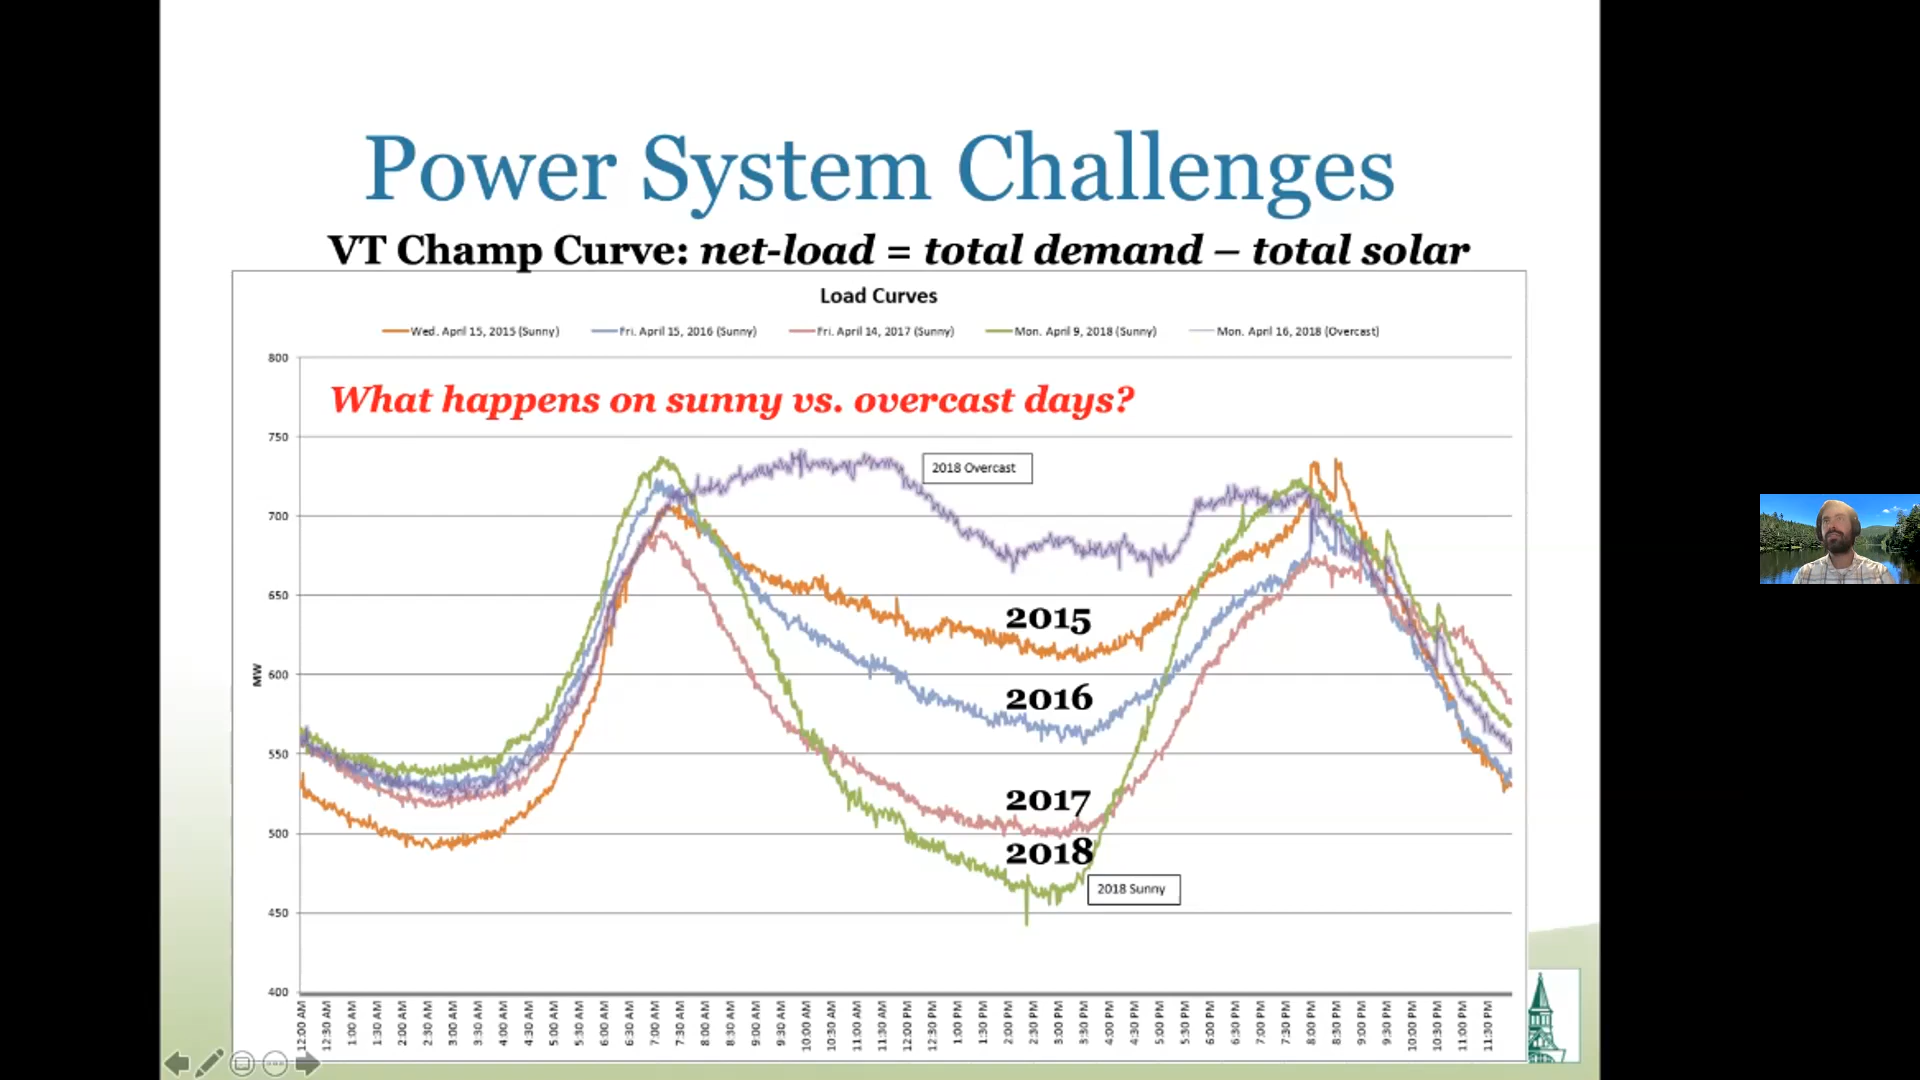 Power System Challenges
VT Champ Curve: net-load = total demand – total solar
Load Curves
Wed. April 15, 2015 (Sunny) Fri. April 15, 2016 (Sunny) Fri. April 14, 2017 (Sunny) Mon. April 9, 2018 (Sunny) Mon. April 16, 2018 (Overcast)
800
What happens on sunny vs. overcast days?
750
2018 Overcast
700
650
2015
600
MW
2016
550
2017
500
2018
2018 Sunny
450
400
12:00 AM 12:30 AM 1:00 AM 1:30 AM 2:00 AM 2:30 AM 3:00 AM 3:30 AM 4:00 AM 4:30 AM 5:00 AM 5:30 AM 6:00 AM 6:30 AM 7:00 AM 7:30 AM 8:00 AM 8:30 AM 9:00 AM 9:30 AM 10:00 AM 10:30 AM 11:00 AM 11:30 AM 12:00 PM 12:30 PM 1:00 PM 1:30 PM 2:00 PM 2:30 PM 3:00 PM 3:30 PM 4:00 PM 4:30 PM 5:00 PM 5:30 PM 6:00 PM 6:30 PM 7:00 PM 7:30 PM 8:00 PM 8:30 PM 9:00 PM 9:30 PM 10:00 PM 10:30 PM 11:00 PM 11:30 PM